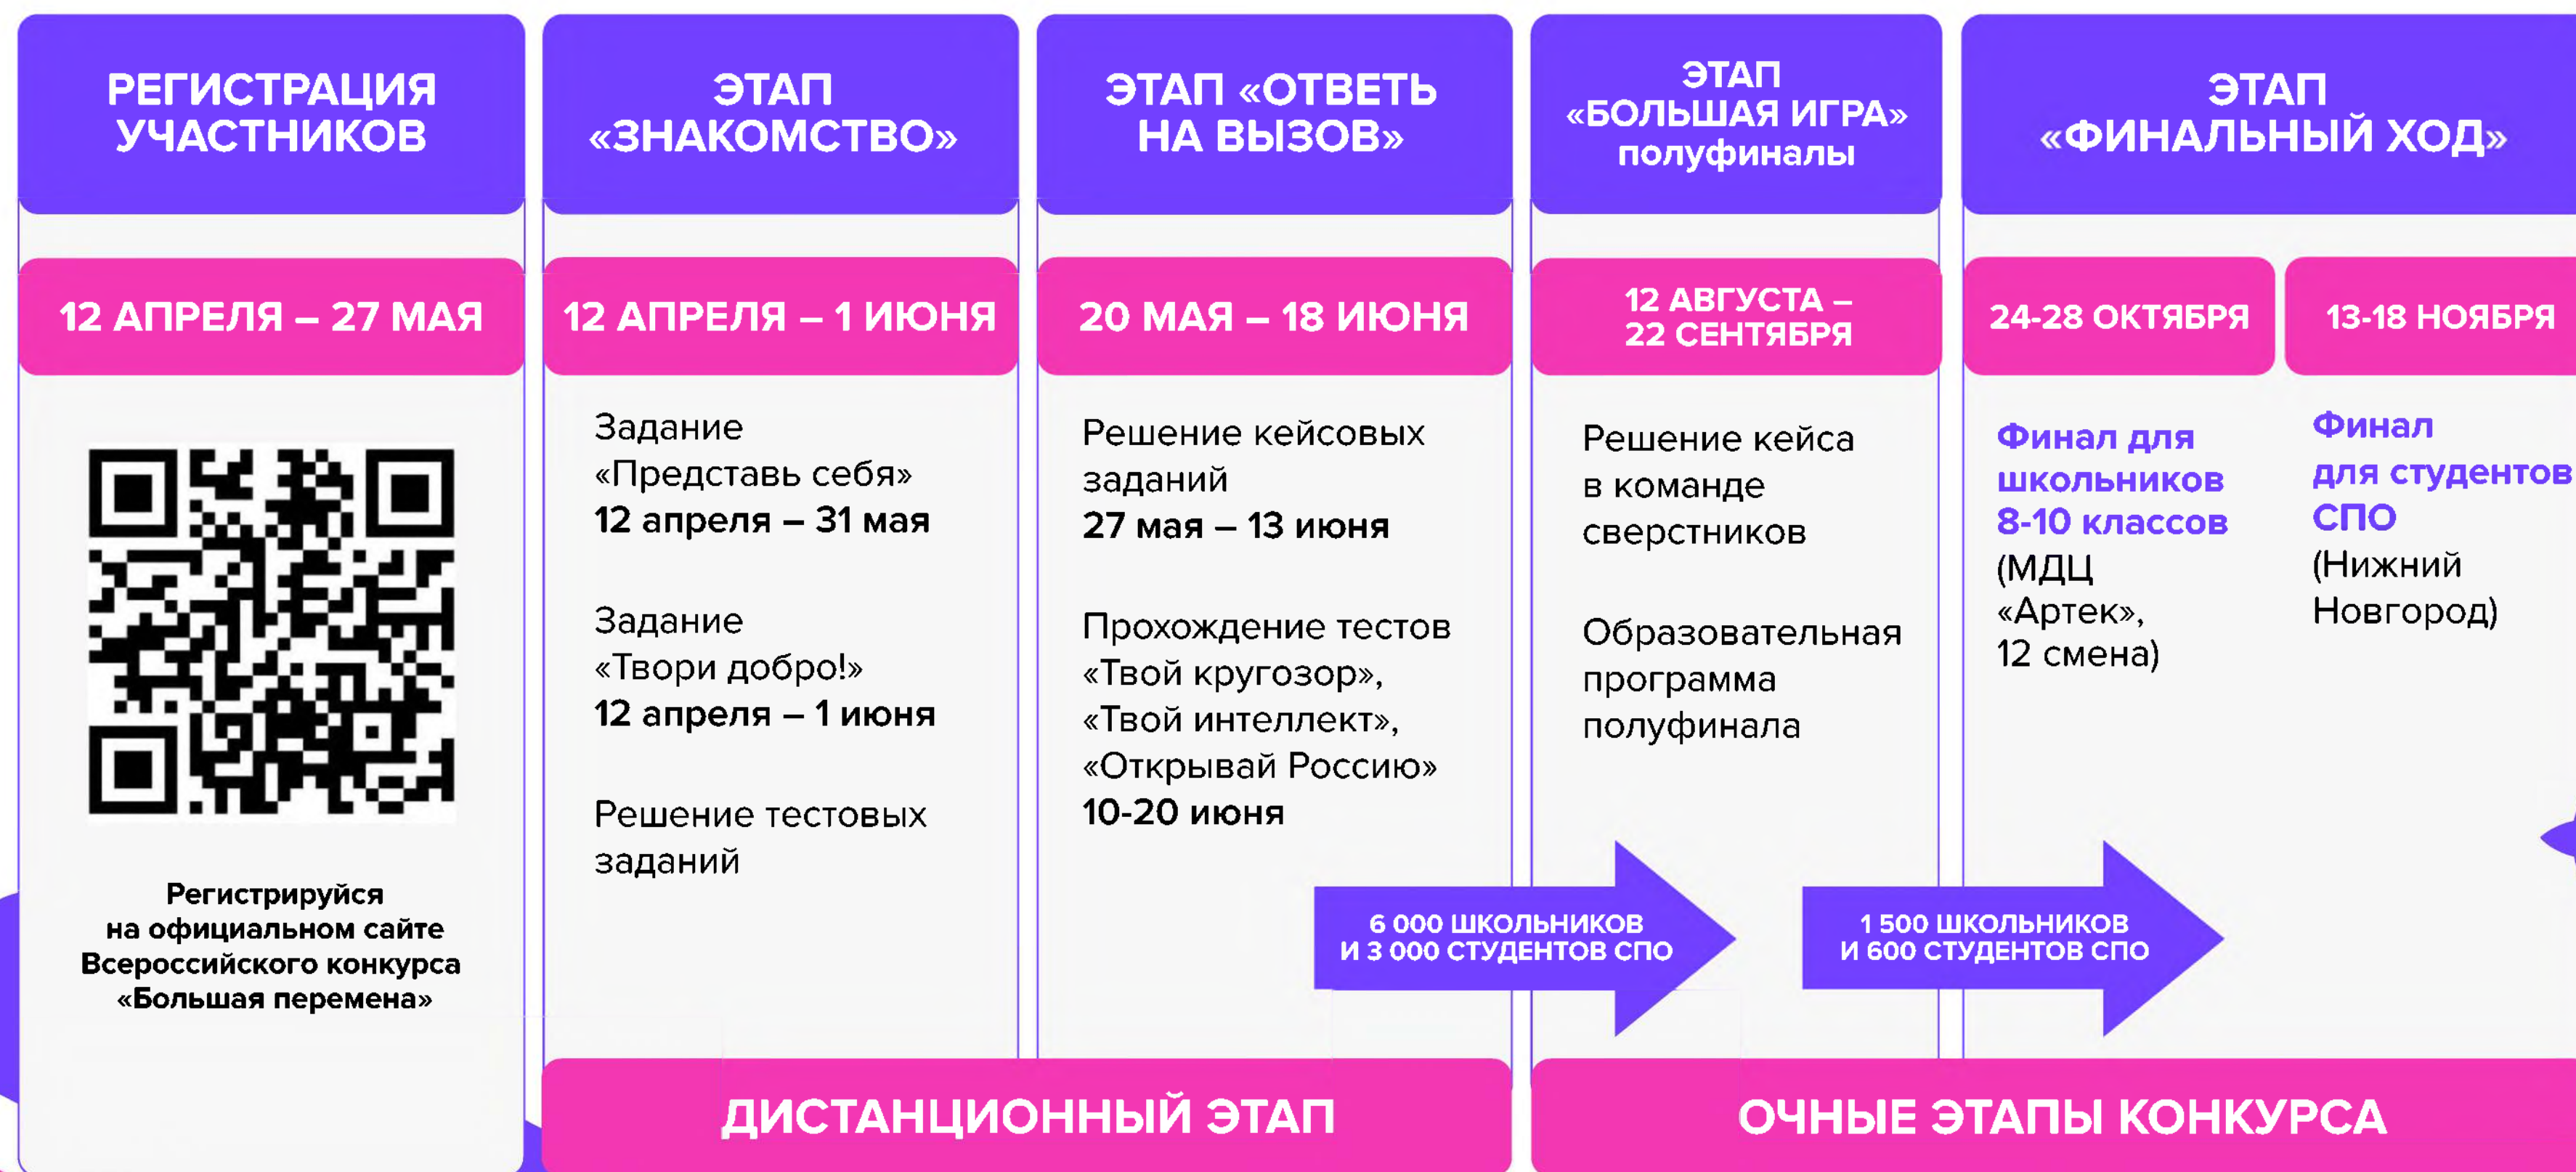 РЕГИСТРАЦИЯ
УЧАСТНИКОВ
12 АПРЕЛЯ – 27 МАЯ
Регистрируйся
на официальном сайте
Всероссийского конкурса
«Большая перемена»
ЭТАП
«ЗНАКОМСТВО»
12 АПРЕЛЯ – 1 ИЮНЯ
Задание
«Представь себя»
12 апреля – 31 мая
Задание
«Твори добро!»
12 апреля – 1 июня
Решение тестовых
заданий
ЭТАП «ОТВЕТЬ
НА ВЫЗОВ»
20 МАЯ – 18 ИЮНЯ
Решение кейсовых
заданий
27 мая – 13 июня
Прохождение тестов
«Твой кругозор»,
«Твой интеллект»,
«Открывай Россию»
10-20 июня
ДИСТАНЦИОННЫЙ ЭТАП
6 000 ШКОЛЬНИКОВ
И 3 000 СТУДЕНТОВ СПО
ЭТАП
«БОЛЬШАЯ ИГРА»
полуфиналы
12 АВГУСТА –
22 СЕНТЯБРЯ
Решение кейса
в команде
сверстников
Образовательная
программа
полуфинала
1 500 ШКОЛЬНИКОВ
И 600 СТУДЕНТОВ СПО
ЭТАП
«ФИНАЛЬНЫЙ ХОД»
24-28 ОКТЯБРЯ
Финал для
школьников
8-10 классов
(МДЦ
«Артек»,
12 смена)
13-18 НОЯБРЯ
Финал
для студентов
СПО
(Нижний
Новгород)
ОЧНЫЕ ЭТАПЫ КОНКУРСА